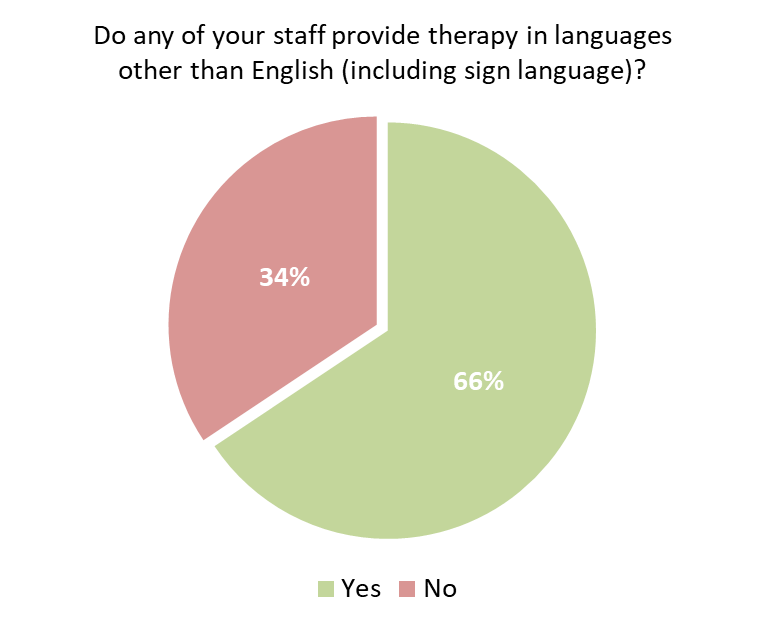 Do any of your staff provide therapy in languages
other than English (including sign language)?
34%
66%
Yes No